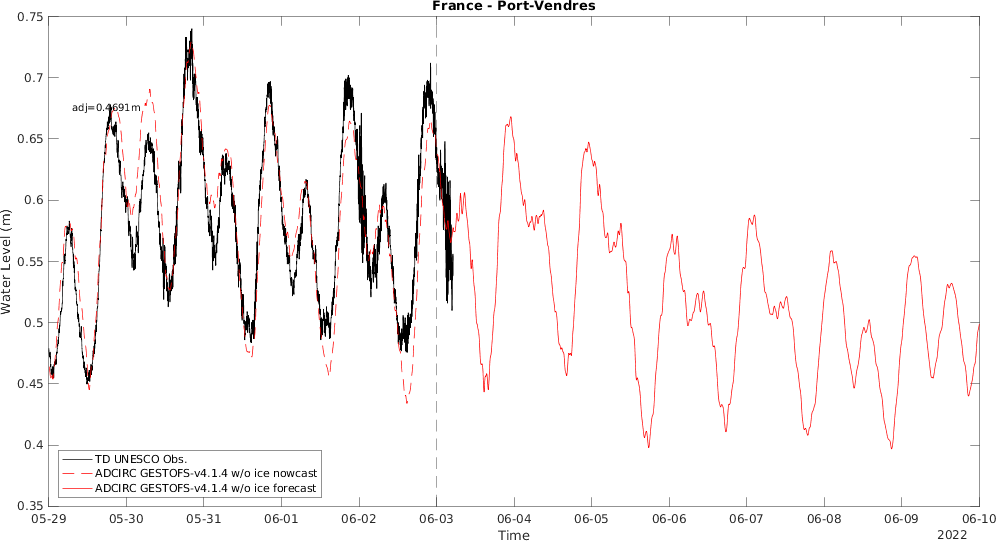 France - Port-Vendres
0.75
0.7
0.65
0.6
0.55
0.5
0.45
0.4
0.35
Water Level (m)
adj=0.4691m
TD UNESCO Obs.
ADCIRC GESTOFS-v4.1.4 w/o ice nowcast
ADCIRC GESTOFS-v4.1.4 w/o ice forecast
05-29 05-30 05-31 06-01 06-02 06-03 06-04 06-05 06-06 06-07 06-08 06-09 06-10
Time
2022